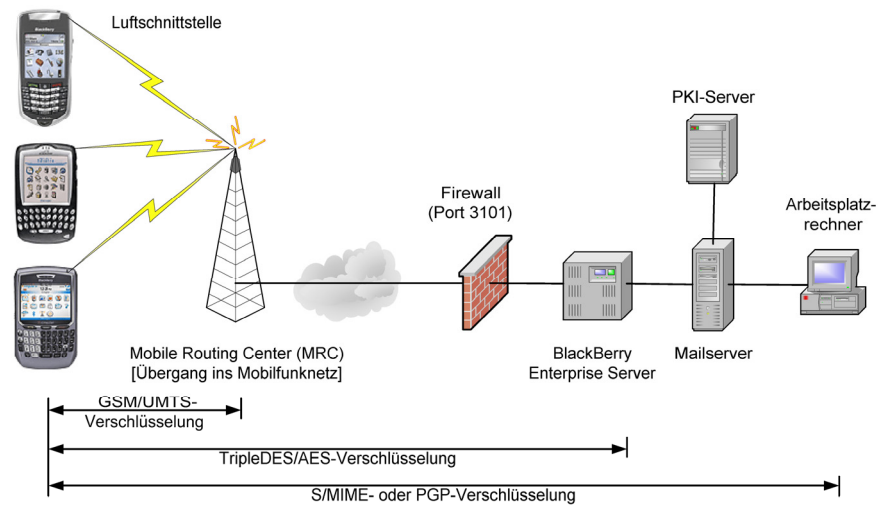 Luftschnittstelle
PKI-Server
Firewall
(Port 3101)
Arbeitsplatz-
rechner
Mobile Routing Center (MRC)
[Übergang ins Mobilfunknetz]
BlackBerry
Enterprise Server
Mailserver
GSM/UMTS-
Verschlüsselung
TripleDES/AES-Verschlüsselung
S/MIME- oder PGP-Verschlüsselung